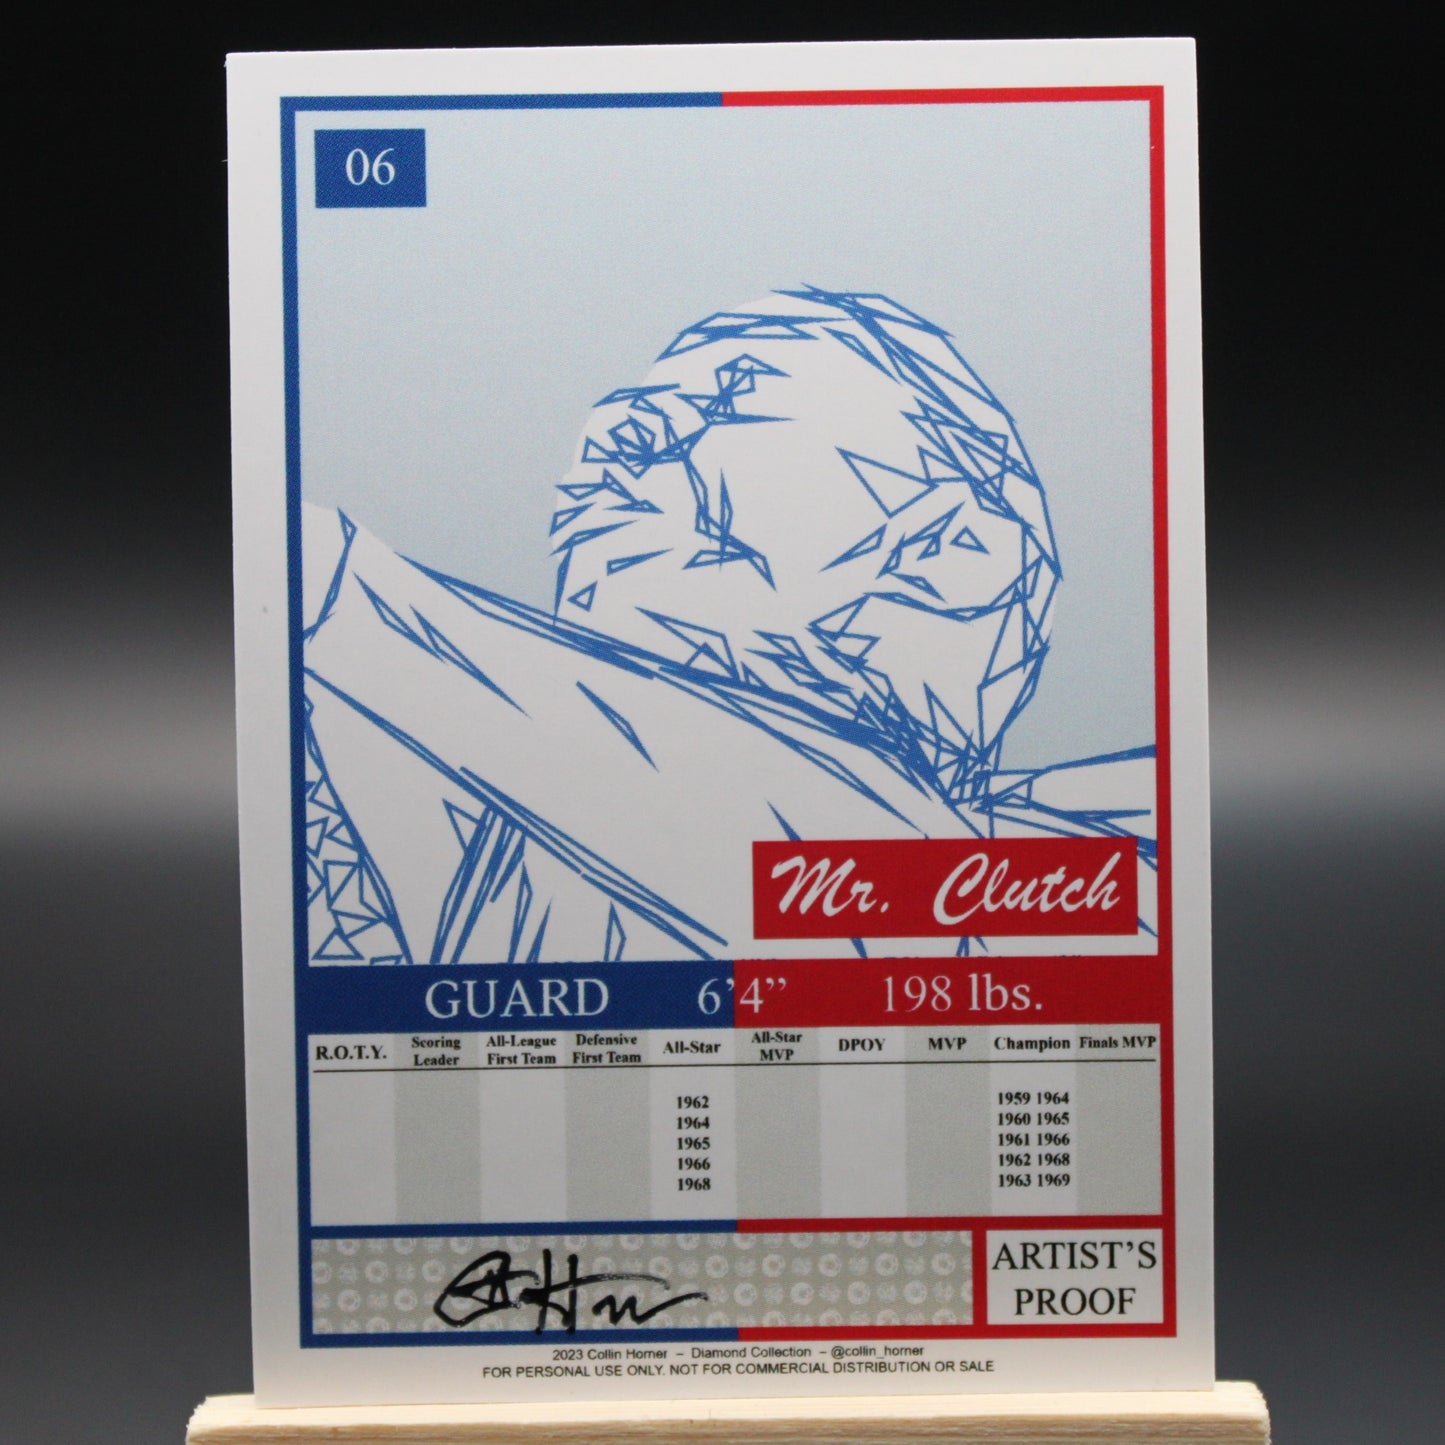 06
Mr. Clutch
GUARD 6’4” 198 lbs.
R.O.T.Y. Scoring Leader All-League First Team Defensive First Team All-Star All-Star MVP DPOY MVP Champion Finals MVP
1962 1959 1964
1964 1960 1965
1965 1961 1966
1966 1962 1968
1968 1963 1969
ARTIST’S
PROOF
2023 Collin Horner – Diamond Collection – @collin_horner
FOR PERSONAL USE ONLY. NOT FOR COMMERCIAL DISTRIBUTION OR SALE